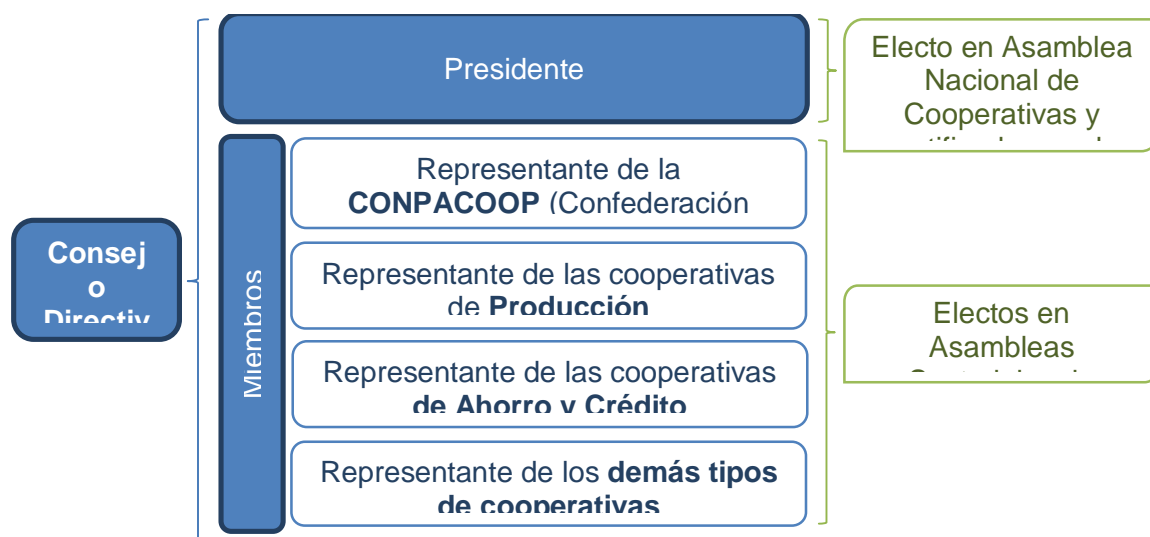 Presidente
Electo en Asamblea
Nacional de
Cooperativas y
Consej
o
Directiv
Miembros
Representante de la
CONPACOOP (Confederación
Representante de las cooperativas
de Producción
Representante de las cooperativas
de Ahorro y Crédito
Representante de los demás tipos
de cooperativas
Electos en
Asambleas